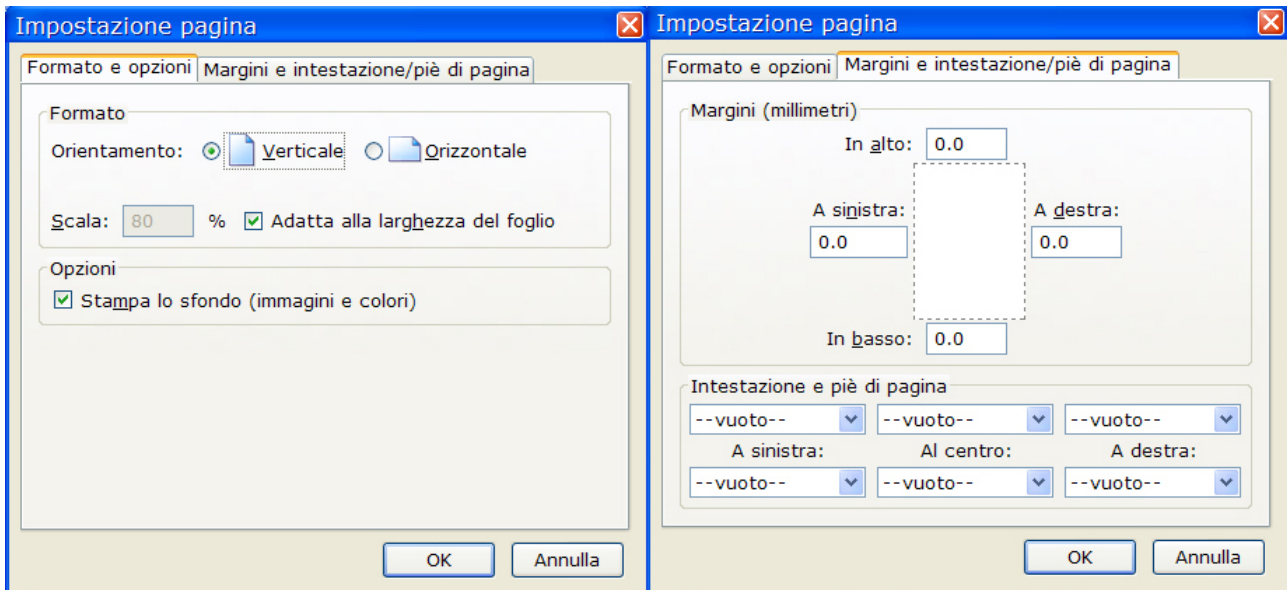 Impostazione pagina
Formato e opzioni Margini e intestazione/piè di pagina
Formato
Orientamento: Verticale Orizzontale
Scala: 80 % Adatta alla larghezza del foglio
Opzioni
Stampa lo sfondo (immagini e colori)
OK Annulla
Impostazione pagina
Formato e opzioni Margini e intestazione/piè di pagina
Margini (millimetri)
In alto: 0.0
A sinistra: A destra:
0.0 0.0
In basso: 0.0
Intestazione e piè di pagina
--vuoto-- --vuoto-- --vuoto--
A sinistra: Al centro: A destra:
--vuoto-- --vuoto-- --vuoto--
OK Annulla